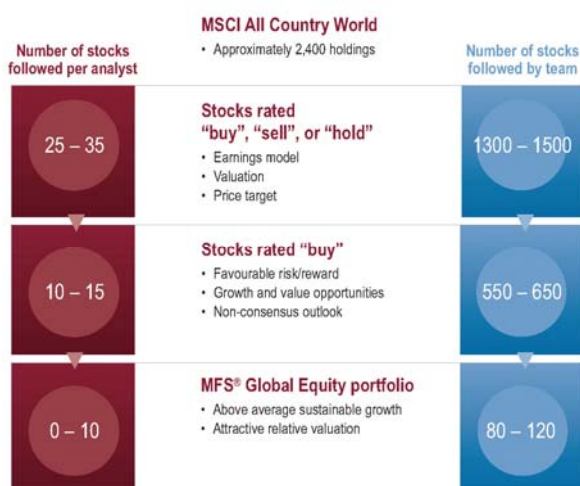 MSCI All Country World
• Approximately 2,400 holdings
Number of stocks
followed per analyst
Number of stocks
followed by team
25 – 35
Stocks rated
“buy”, “sell”, or “hold”
• Earnings model
• Valuation
• Price target
1300 – 1500
10 – 15
Stocks rated “buy”
• Favourable risk/reward
• Growth and value opportunities
• Non-consensus outlook
550 – 650
0 – 10
MFS® Global Equity portfolio
• Above average sustainable growth
• Attractive relative valuation
80 – 120